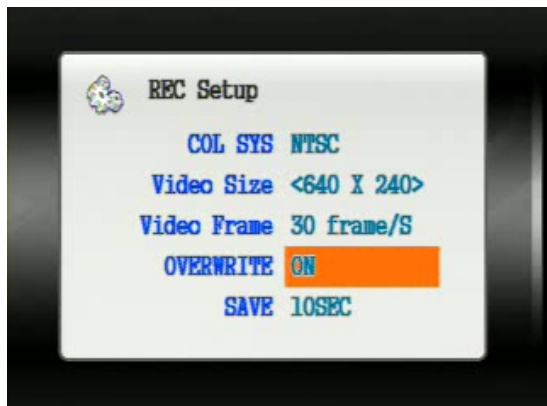 REC Setup
COL SYS NTSC
Video Size <640 X 240>
Video Frame 30 frame/S
OVERWRITE ON
SAVE 10SEC